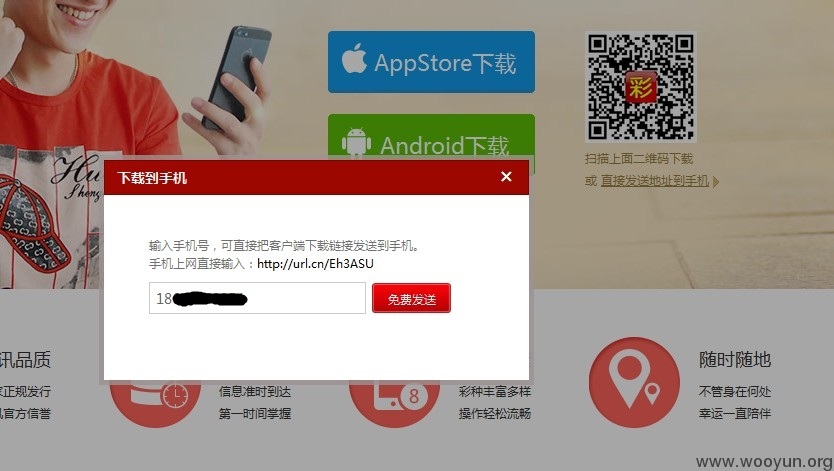 AppStore下载
Android下载
彩
扫描上面二维码下载
或 直接发送地址到手机
下载到手机
输入手机号，可直接把客户端下载链接发送到手机。
手机上网直接输入：http://url.cn/Eh3ASU
18
免费发送
讯品质
正规发行
官方信誉
信息准时到达
第一时间掌握
8
彩种丰富多样
操作轻松流畅
随时随地
不管身在何处
幸运一直陪伴
www.wooyun.org